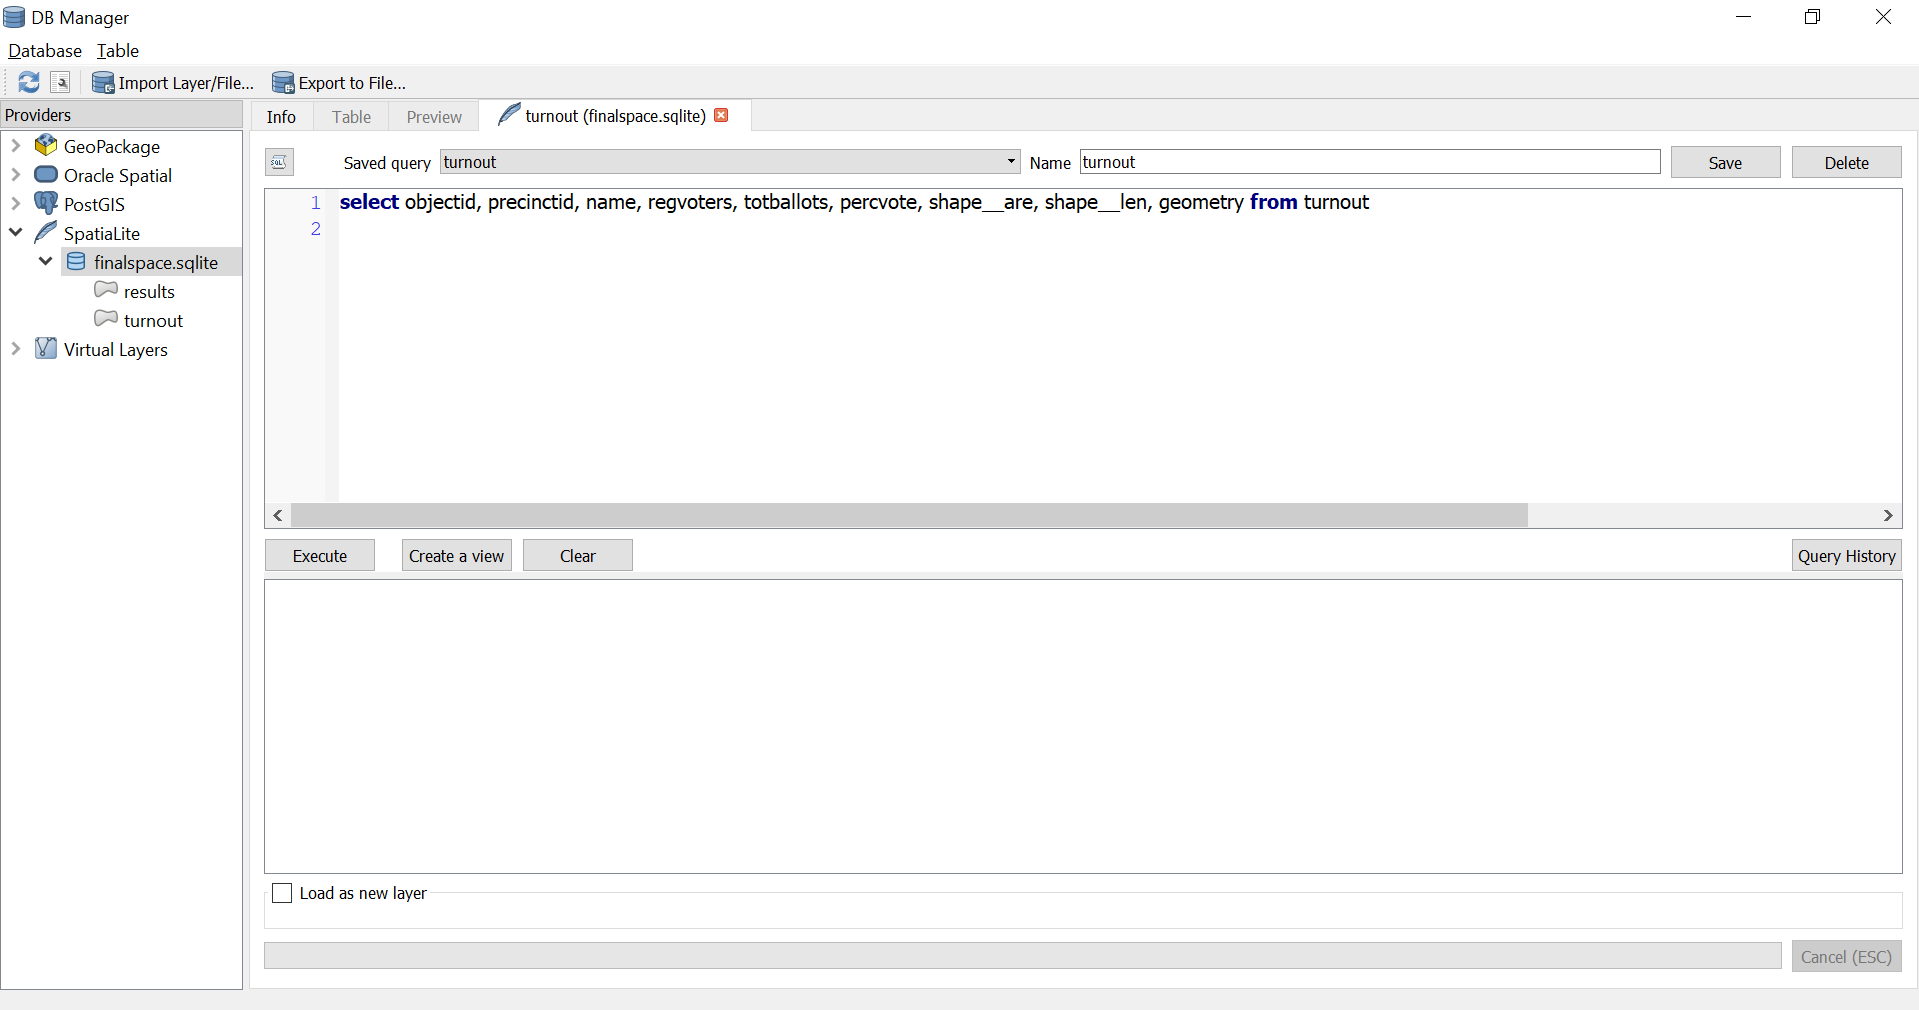 DB Manager
Database Table
Import Layer/File... Export to File...
Providers
GeoPackage
Oracle Spatial
PostGIS
SpatiaLite
finalspace.sqlite
results
turnout
Virtual Layers
Info Table Preview turnout (finalspace.sqlite)
SQL Saved query turnout Name turnout Save Delete
1 select objectid, precinctid, name, regvoters, totballots, percvote, shape__are, shape__len, geometry from turnout
2
Execute Create a view Clear Query History
Load as new layer
Cancel (ESC)